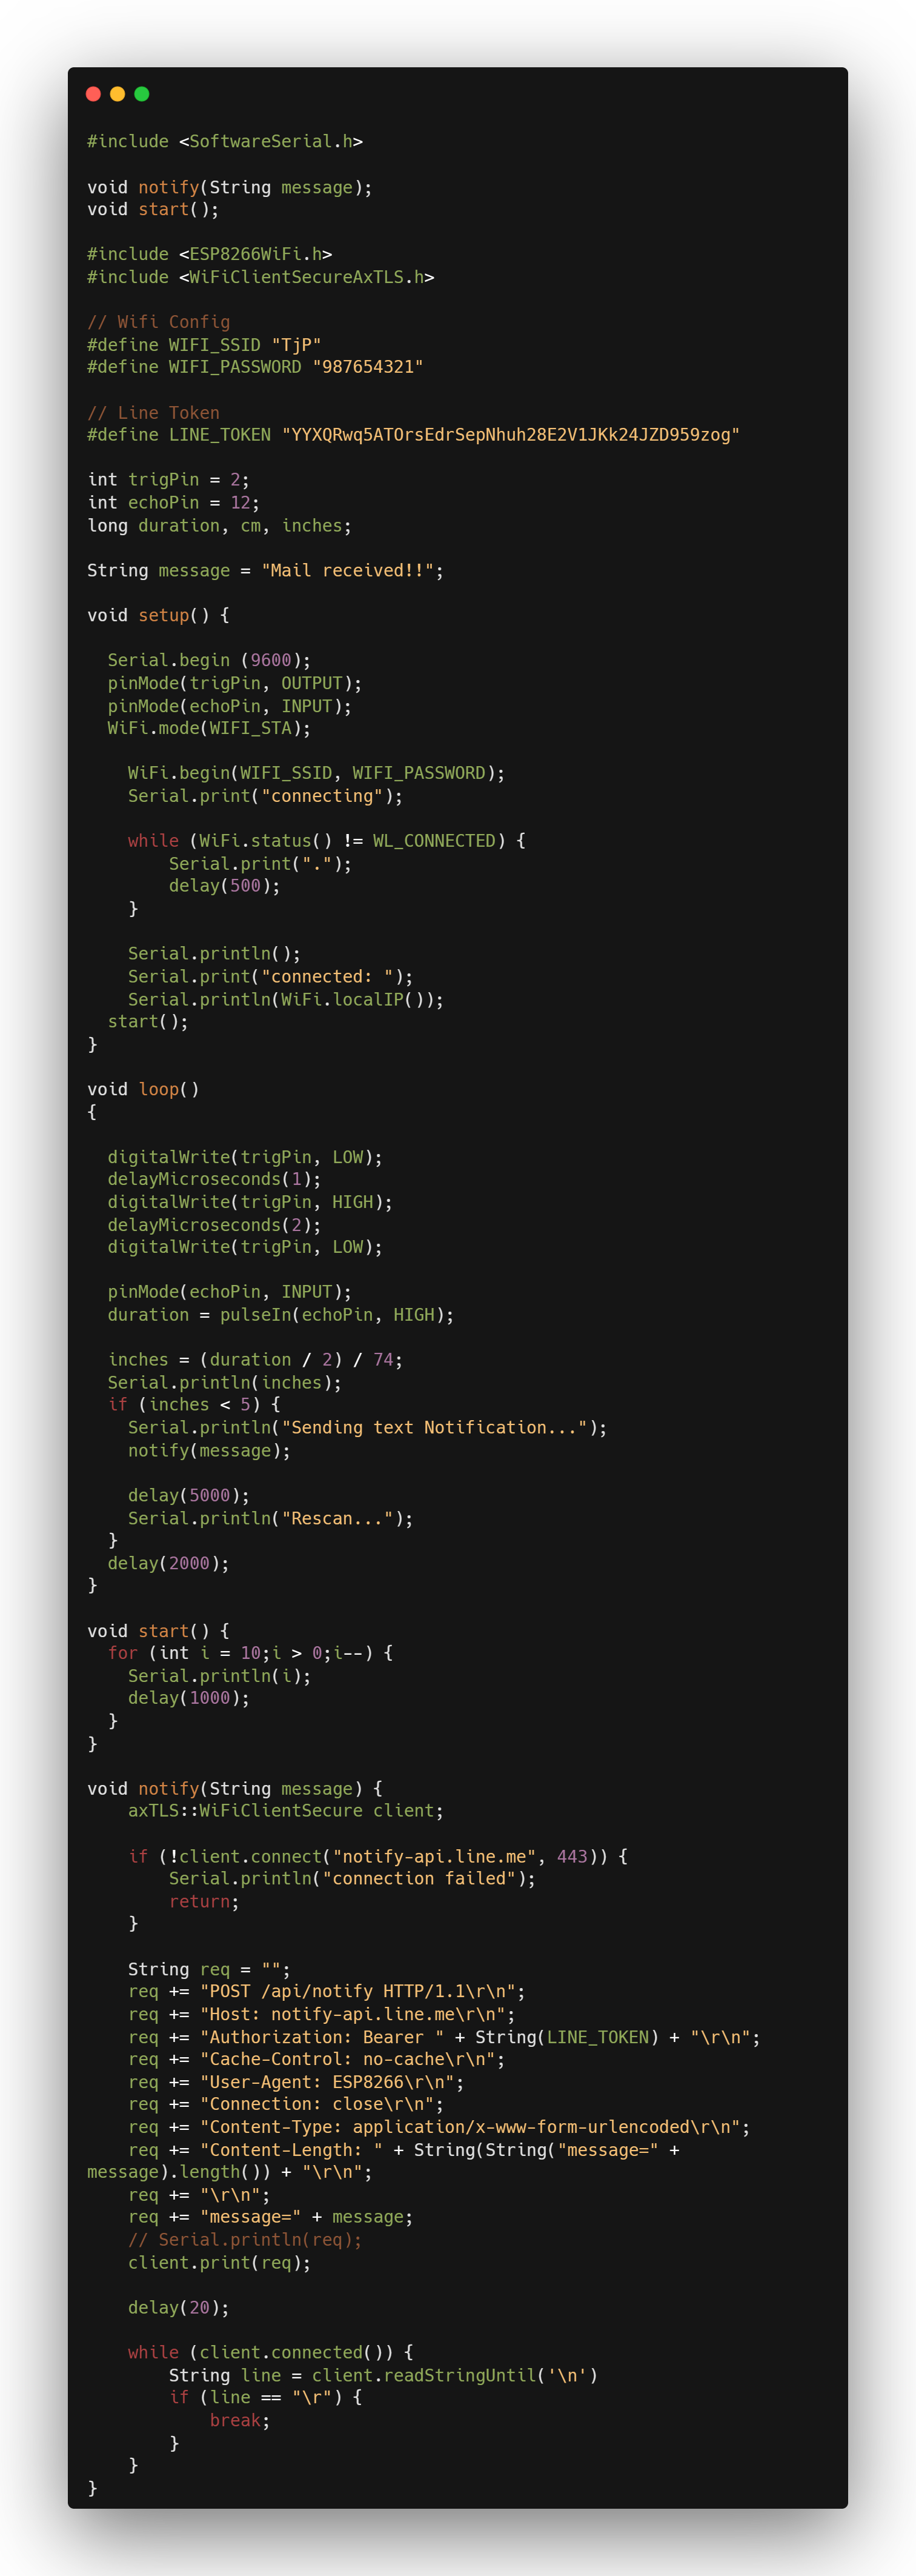 #include <SoftwareSerial.h>

void notify(String message);
void start();

#include <ESP8266WiFi.h>
#include <WiFiClientSecureAxTLS.h>

// Wifi Config
#define WIFI_SSID "TjP"
#define WIFI_PASSWORD "987654321"

// Line Token
#define LINE_TOKEN "YYXQRwq5ATOrsEdrSepNhuh28E2V1JKk24JZD959zog"

int trigPin = 2;
int echoPin = 12;
long duration, cm, inches;

String message = "Mail received!!";

void setup() {

  Serial.begin (9600);
  pinMode(trigPin, OUTPUT);
  pinMode(echoPin, INPUT);
  WiFi.mode(WIFI_STA);

    WiFi.begin(WIFI_SSID, WIFI_PASSWORD);
    Serial.print("connecting");

    while (WiFi.status() != WL_CONNECTED) {
        Serial.print(".");
        delay(500);
    }

    Serial.println();
    Serial.print("connected: ");
    Serial.println(WiFi.localIP());
  start();
}

void loop()
{

  digitalWrite(trigPin, LOW);
  delayMicroseconds(1);
  digitalWrite(trigPin, HIGH);
  delayMicroseconds(2);
  digitalWrite(trigPin, LOW);

  pinMode(echoPin, INPUT);
  duration = pulseIn(echoPin, HIGH);

  inches = (duration / 2) / 74;
  Serial.println(inches);
  if (inches < 5) {
    Serial.println("Sending text Notification...");
    notify(message);

    delay(5000);
    Serial.println("Rescan...");
  }
  delay(2000);
}

void start() {
  for (int i = 10;i > 0;i--) {
    Serial.println(i);
    delay(1000);
  }
}

void notify(String message) {
    axTLS::WiFiClientSecure client;

    if (!client.connect("notify-api.line.me", 443)) {
        Serial.println("connection failed");
        return;
    }

    String req = "";
    req += "POST /api/notify HTTP/1.1\r\n";
    req += "Host: notify-api.line.me\r\n";
    req += "Authorization: Bearer " + String(LINE_TOKEN) + "\r\n";
    req += "Cache-Control: no-cache\r\n";
    req += "User-Agent: ESP8266\r\n";
    req += "Connection: close\r\n";
    req += "Content-Type: application/x-www-form-urlencoded\r\n";
    req += "Content-Length: " + String(String("message=" +
message).length()) + "\r\n";
    req += "\r\n";
    req += "message=" + message;
    // Serial.println(req);
    client.print(req);

    delay(20);

    while (client.connected()) {
        String line = client.readStringUntil('\n')
        if (line == "\r") {
            break;
        }
    }
}